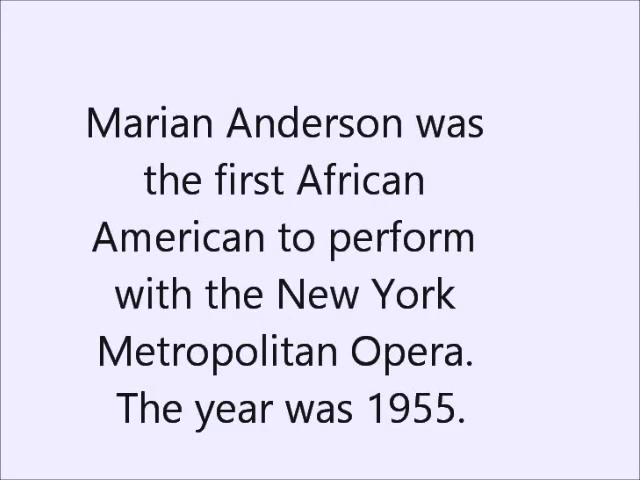 Marian Anderson was
the first African
American to perform
with the New York
Metropolitan Opera.
The year was 1955.